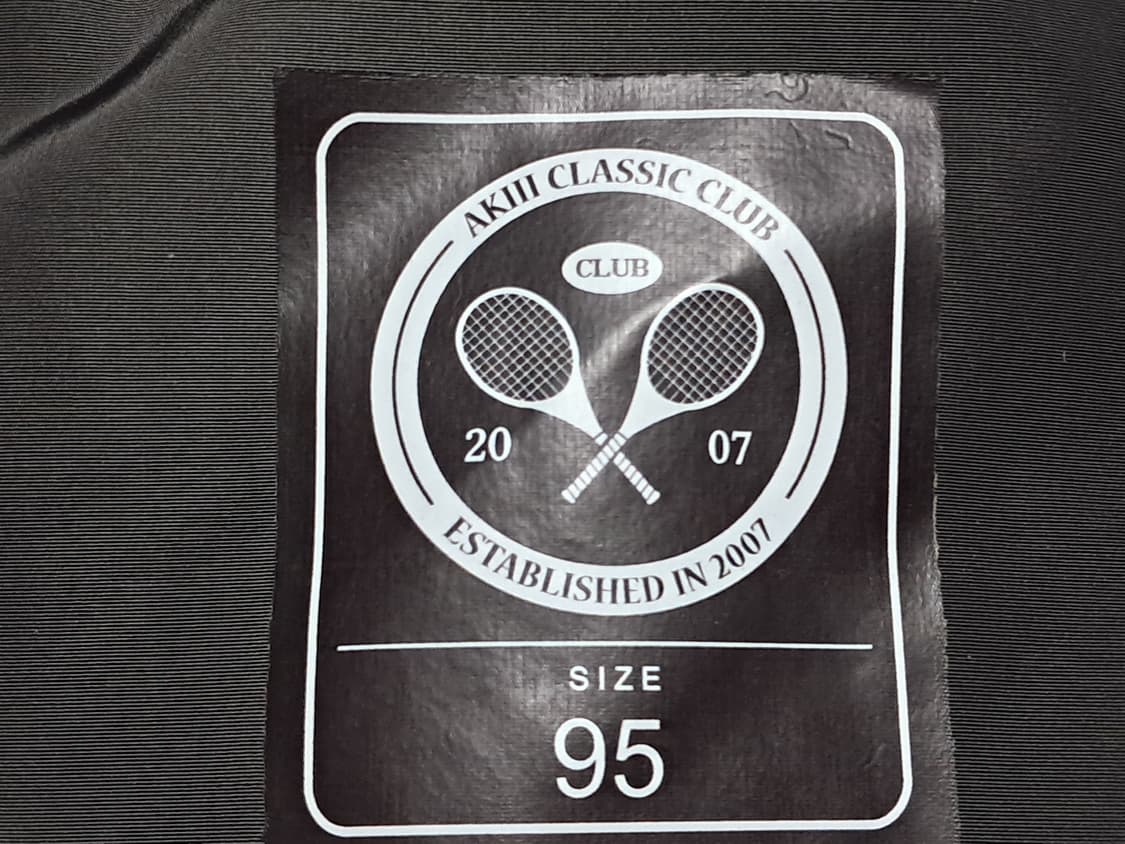 AKIII CLASSIC CLUB
CLUB
20 07
ESTABLISHED IN 2007
SIZE
95